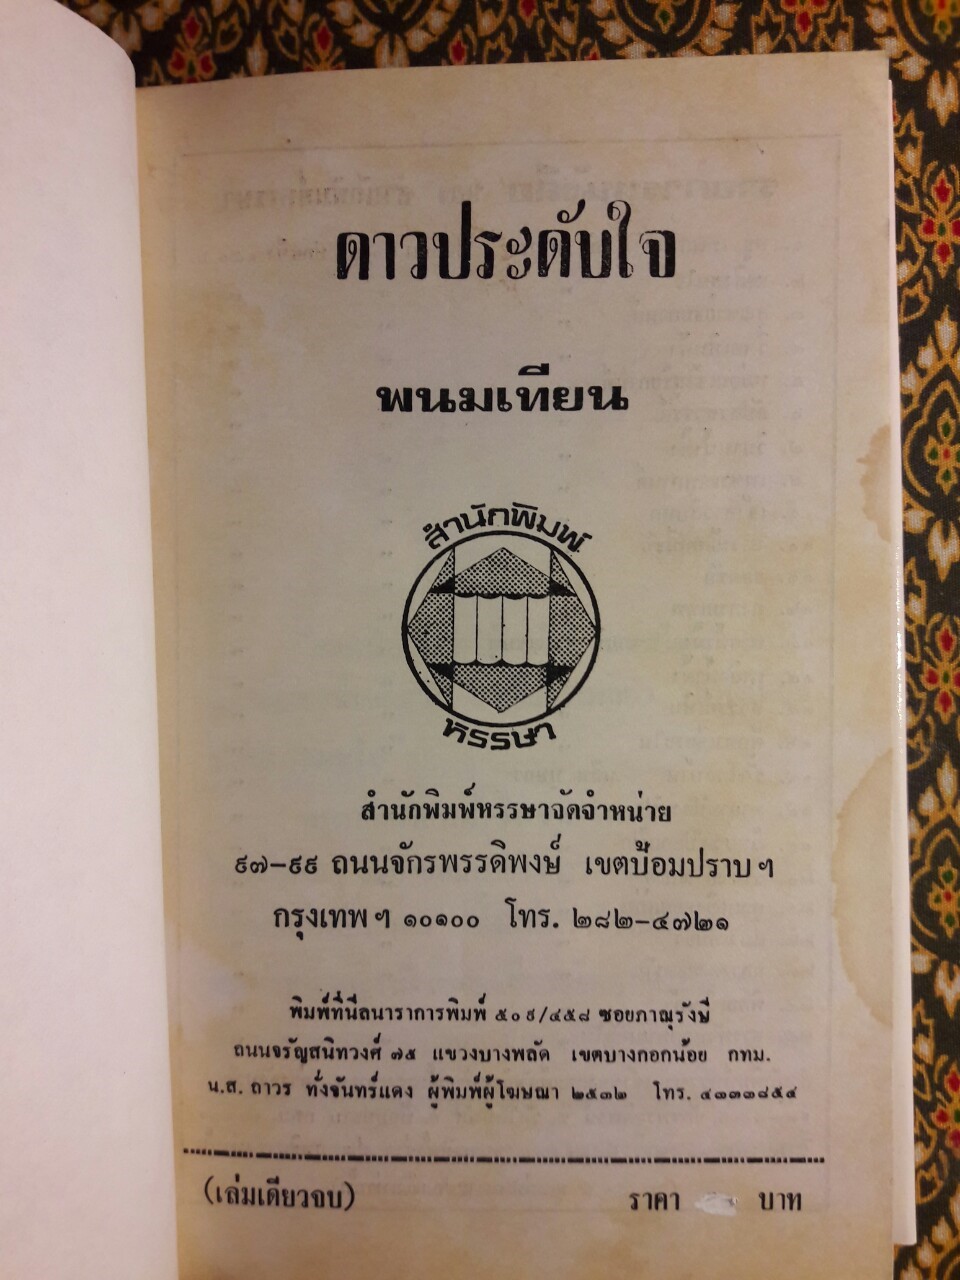 ดาวประดับใจ
พนมเทียน
สำนักพิมพ์
หรรษา
สำนักพิมพ์หรรษาจัดจำหน่าย
๙๗-๙๙ ถนนจักรพรรดิพงษ์ เขตป้อมปราบ ฯ
กรุงเทพ ฯ ๑๐๑๐๐ โทร. ๒๘๒-๔๗๒๑
พิมพ์ที่นีลนาราการพิมพ์ ๕๐๙/๔๕๘ ซอยภาณุรังษี
ถนนจรัญสนิทวงศ์ ๗๕ แขวงบางพลัด เขตบางกอกน้อย กทม.
น.ส. ถาวร ทั่งจันทร์แดง ผู้พิมพ์ผู้โฆษณา ๒๕๓๒ โทร. ๔๑๓๓๘๕๔
(เล่มเดียวจบ) ราคา บาท